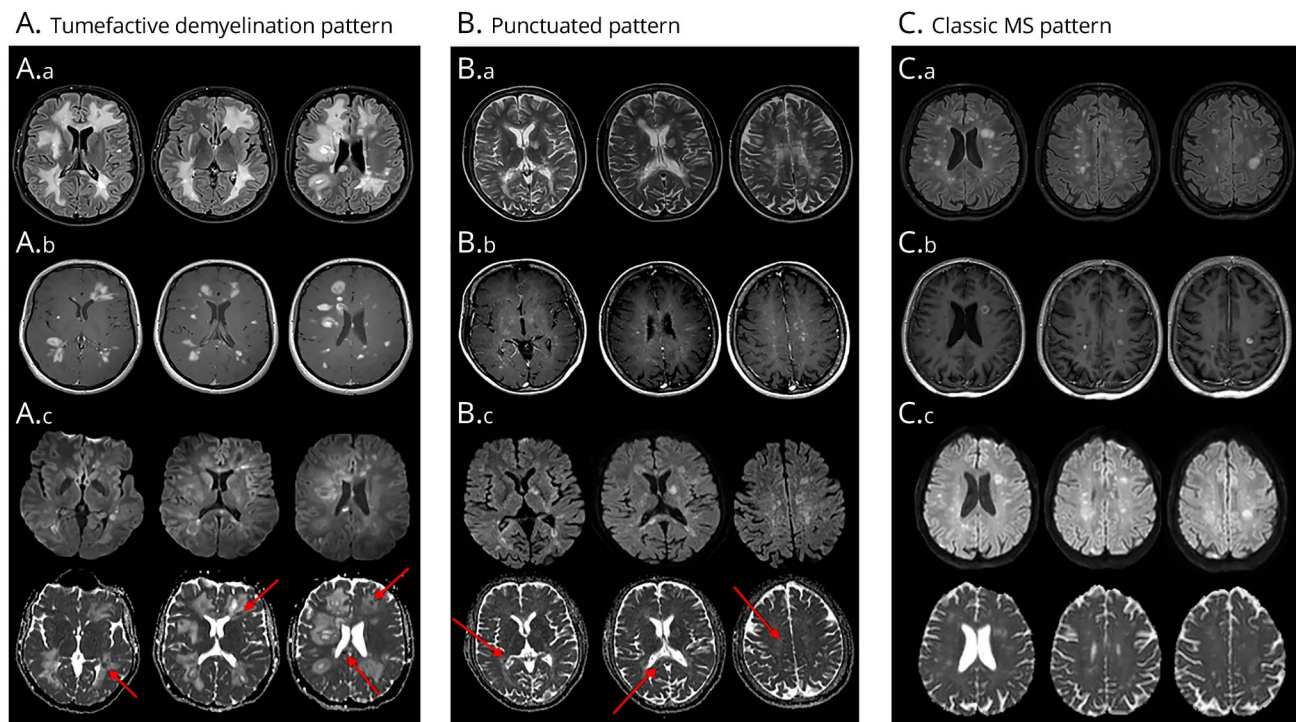 A. Tumefactive demyelination pattern
B. Punctuated pattern
C. Classic MS pattern
A.a
B.a
C.a
A.b
B.b
C.b
A.c
B.c
C.c